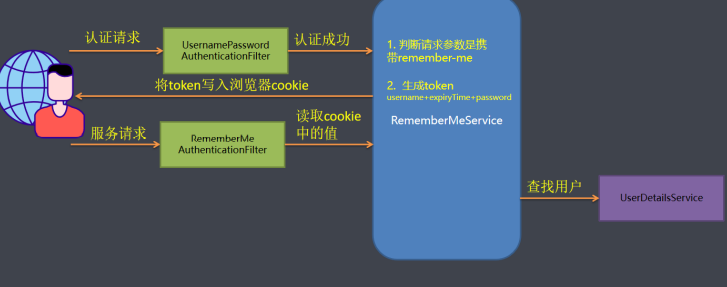 认证请求
UsernamePassword
AuthenticationFilter
认证成功
1. 判断请求参数是携
带remember-me
2. 生成token
username+expiryTime+password
将token写入浏览器cookie
RememberMeService
服务请求
RememberMe
AuthenticationFilter
读取cookie
中的值
查找用户
UserDetailsService